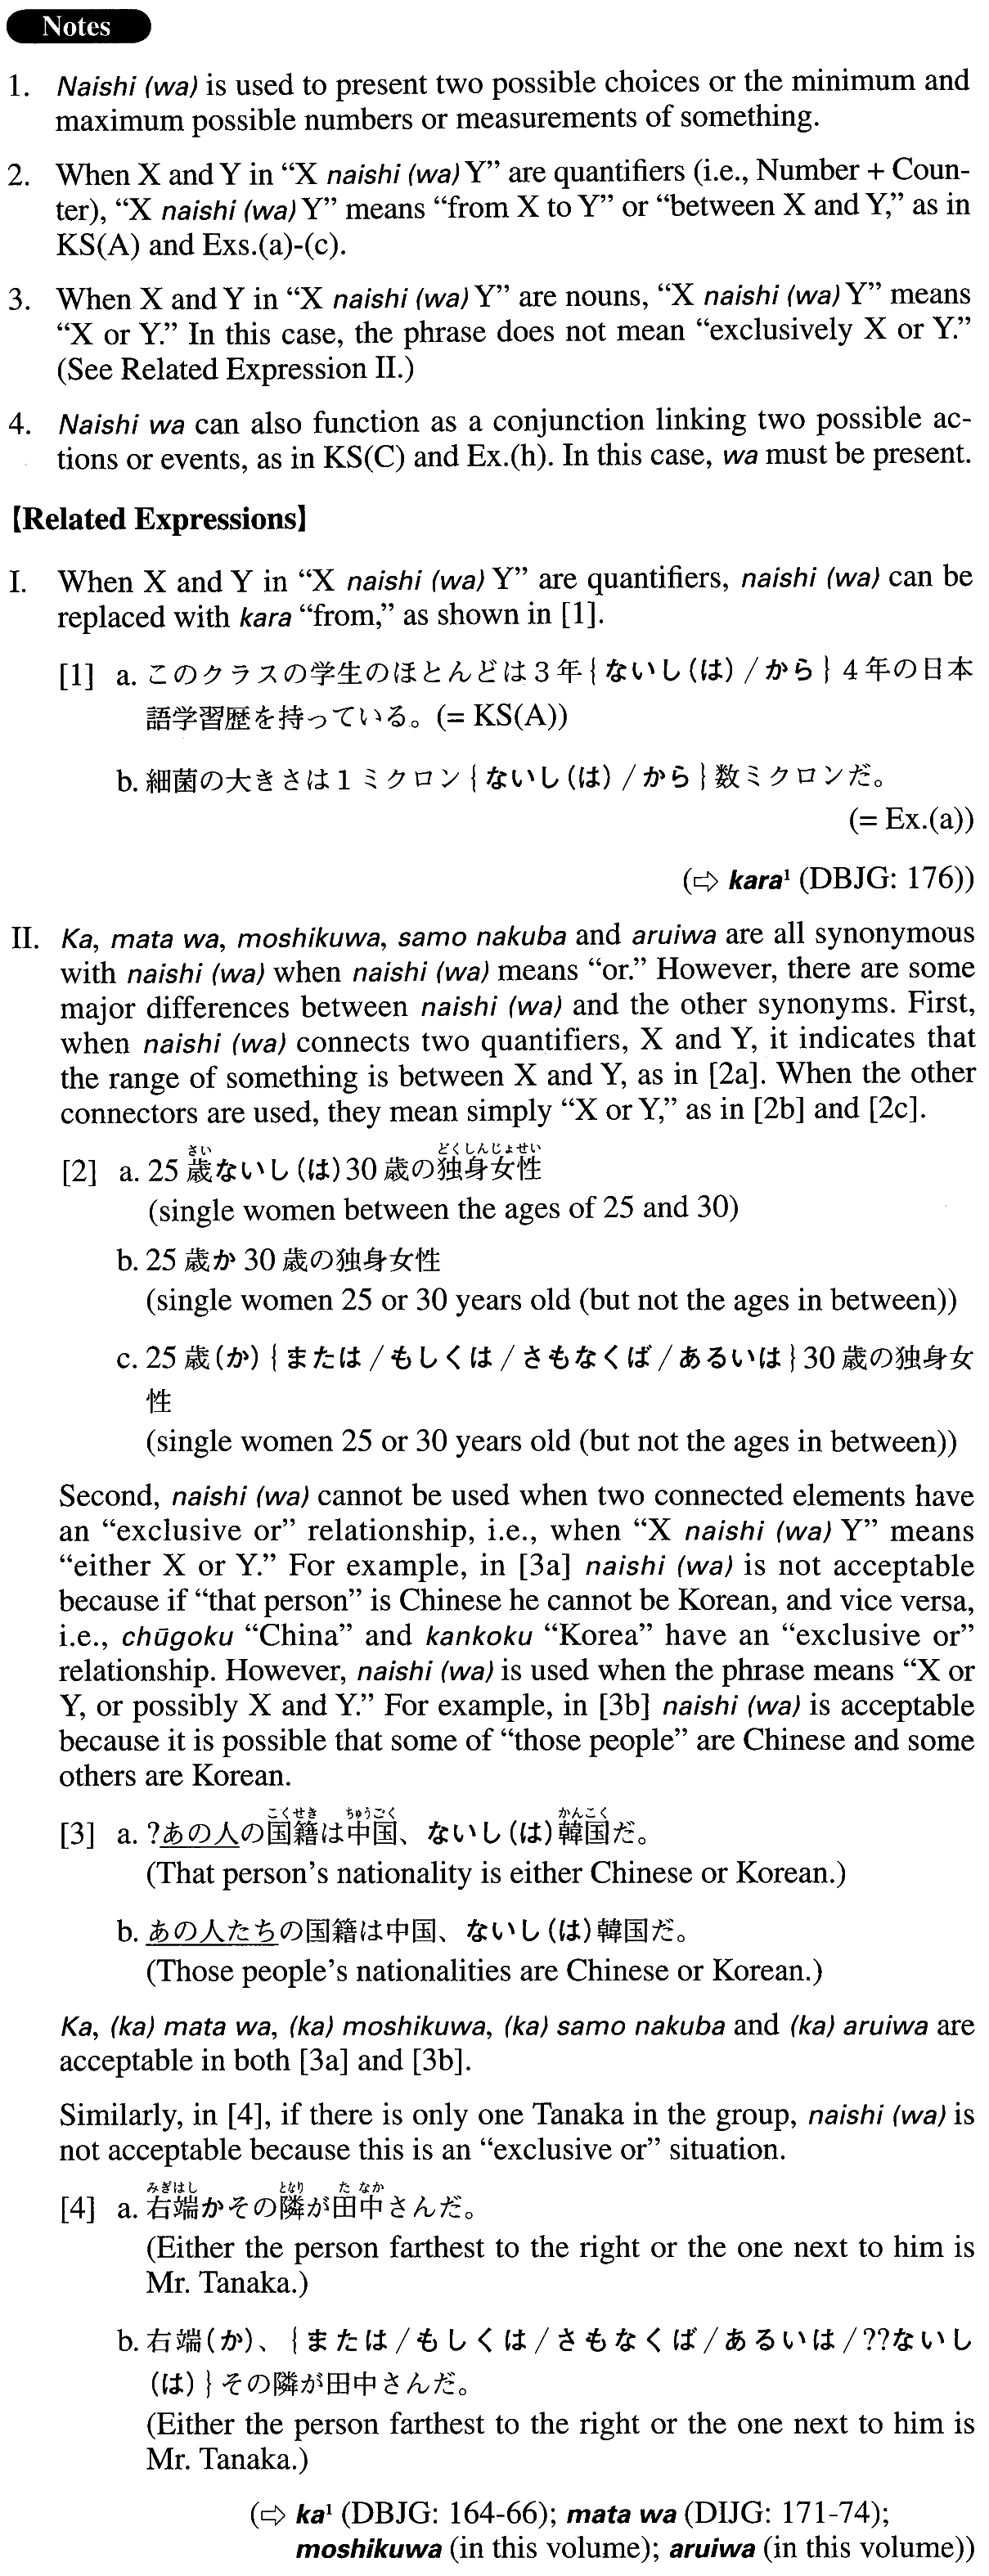 Notes
1. Naishi (wa) is used to present two possible choices or the minimum and
maximum possible numbers or measurements of something.
2. When X and Y in “X naishi (wa) Y” are quantifiers (i.e., Number + Coun-
ter), “X naishi (wa) Y” means “from X to Y” or “between X and Y,” as in
KS(A) and Exs.(a)-(c).
3. When X and Y in “X naishi (wa) Y” are nouns, “X naishi (wa) Y” means
“X or Y.” In this case, the phrase does not mean “exclusively X or Y.”
(See Related Expression II.)
4. Naishi wa can also function as a conjunction linking two possible ac-
tions or events, as in KS(C) and Ex.(h). In this case, wa must be present.
【Related Expressions】
I. When X and Y in “X naishi (wa) Y” are quantifiers, naishi (wa) can be
replaced with kara “from,” as shown in [1].
[1] a. このクラスの学生のほとんどは3年{ないし(は)/から}4年の日本
語学習歴を持っている。(= KS(A))
b. 細菌の大きさは1ミクロン{ないし(は)/から}数ミクロンだ。
(= Ex.(a))
(⇨ kara¹ (DBJG: 176))
II. Ka, mata wa, moshikuwa, samo nakuba and aruiwa are all synonymous
with naishi (wa) when naishi (wa) means “or.” However, there are some
major differences between naishi (wa) and the other synonyms. First,
when naishi (wa) connects two quantifiers, X and Y, it indicates that
the range of something is between X and Y, as in [2a]. When the other
connectors are used, they mean simply “X or Y,” as in [2b] and [2c].
さい どくしんじょせい
[2] a. 25歳ないし(は)30歳の独身女性
(single women between the ages of 25 and 30)
b. 25歳か30歳の独身女性
(single women 25 or 30 years old (but not the ages in between))
c. 25歳(か){または/もしくは/さもなくば/あるいは}30歳の独身女
性
(single women 25 or 30 years old (but not the ages in between))
Second, naishi (wa) cannot be used when two connected elements have
an “exclusive or” relationship, i.e., when “X naishi (wa) Y” means
“either X or Y.” For example, in [3a] naishi (wa) is not acceptable
because if “that person” is Chinese he cannot be Korean, and vice versa,
i.e., chūgoku “China” and kankoku “Korea” have an “exclusive or”
relationship. However, naishi (wa) is used when the phrase means “X or
Y, or possibly X and Y.” For example, in [3b] naishi (wa) is acceptable
because it is possible that some of “those people” are Chinese and some
others are Korean.
こくせき ちゅうごく かんこく
[3] a. ?あの人の国籍は中国、ないし(は)韓国だ。
(That person’s nationality is either Chinese or Korean.)
b. あの人たちの国籍は中国、ないし(は)韓国だ。
(Those people’s nationalities are Chinese or Korean.)
Ka, (ka) mata wa, (ka) moshikuwa, (ka) samo nakuba and (ka) aruiwa are
acceptable in both [3a] and [3b].
Similarly, in [4], if there is only one Tanaka in the group, naishi (wa) is
not acceptable because this is an “exclusive or” situation.
みぎはし となり た なか
[4] a. 右端かその隣が田中さんだ。
(Either the person farthest to the right or the one next to him is
Mr. Tanaka.)
b. 右端(か)、{または/もしくは/さもなくば/あるいは/??ないし
(は)}その隣が田中さんだ。
(Either the person farthest to the right or the one next to him is
Mr. Tanaka.)
(⇨ ka¹ (DBJG: 164-66); mata wa (DIJG: 171-74);
moshikuwa (in this volume); aruiwa (in this volume))